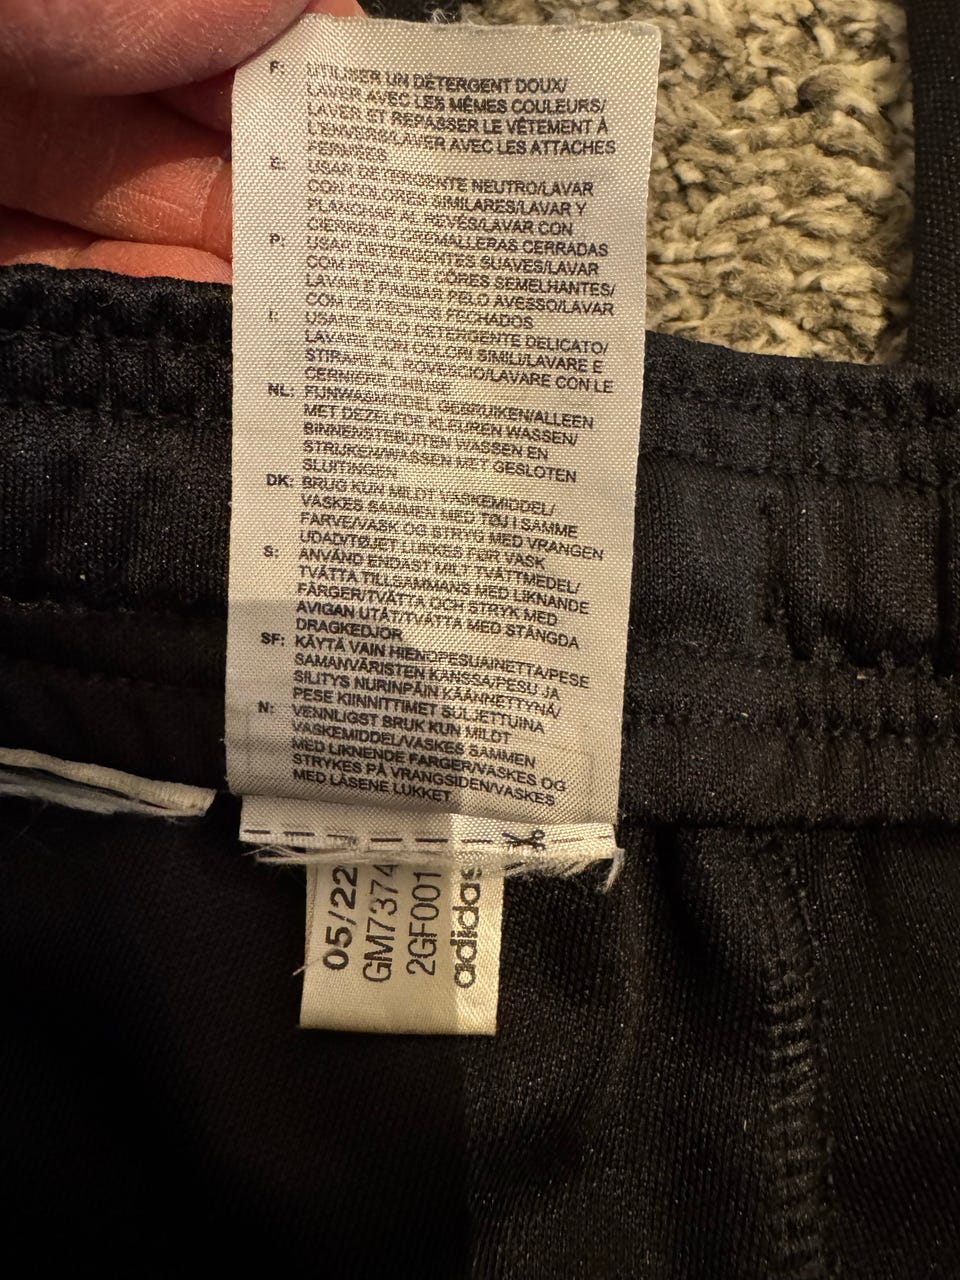 F: UTILISER UN DÉTERGENT DOUX/
LAVER AVEC LES MÊMES COULEURS/
LAVER ET REPASSER LE VÊTEMENT À
L'ENVERS/LAVER AVEC LES ATTACHES
FERMÉES
E: USAR DETERGENTE NEUTRO/LAVAR
CON COLORES SIMILARES/LAVAR Y
PLANCHAR AL REVÉS/LAVAR CON
CIERRES O CREMALLERAS CERRADAS
P: USAR DETERGENTES SUAVES/LAVAR
COM PEÇAS DE CÔRES SEMELHANTES/
LAVAR E PASSAR PELO AVESSO/LAVAR
COM OS FECHOS FECHADOS
I: USARE SOLO DETERGENTE DELICATO/
LAVARE CON COLORI SIMILI/LAVARE E
STIRARE AL ROVESCIO/LAVARE CON LE
CERNIERE CHIUSE
NL: FIJNWASMIDDEL GEBRUIKEN/ALLEEN
MET DEZELFDE KLEUREN WASSEN/
BINNENSTEBUITEN WASSEN EN
STRIJKEN/WASSEN MET GESLOTEN
SLUITINGEN
DK: BRUG KUN MILDT VASKEMIDDEL/
VASKES SAMMEN MED TØJ I SAMME
FARVE/VASK OG STRYG MED VRANGEN
UDAD/TØJET LUKKES FØR VASK
S: ANVÄND ENDAST MILT TVÄTTMEDEL/
TVÄTTA TILLSAMMANS MED LIKNANDE
FÄRGER/TVÄTTA OCH STRYK MED
AVIGAN UTÅT/TVÄTTA MED STÄNGDA
DRAGKEDJOR
SF: KÄYTÄ VAIN HIENOPESUAINETTA/PESE
SAMANVÄRISTEN KANSSA/PESU JA
SILITYS NURINPÄIN KÄÄNNETTYNÄ/
PESE KIINNITTIMET SULJETTUINA
N: VENNLIGST BRUK KUN MILDT
VASKEMIDDEL/VASKES SAMMEN
MED LIKNENDE FARGER/VASKES OG
STRYKES PÅ VRANGSIDEN/VASKES
MED LÅSENE LUKKET
05/22
GM7374
2GF001
adidas